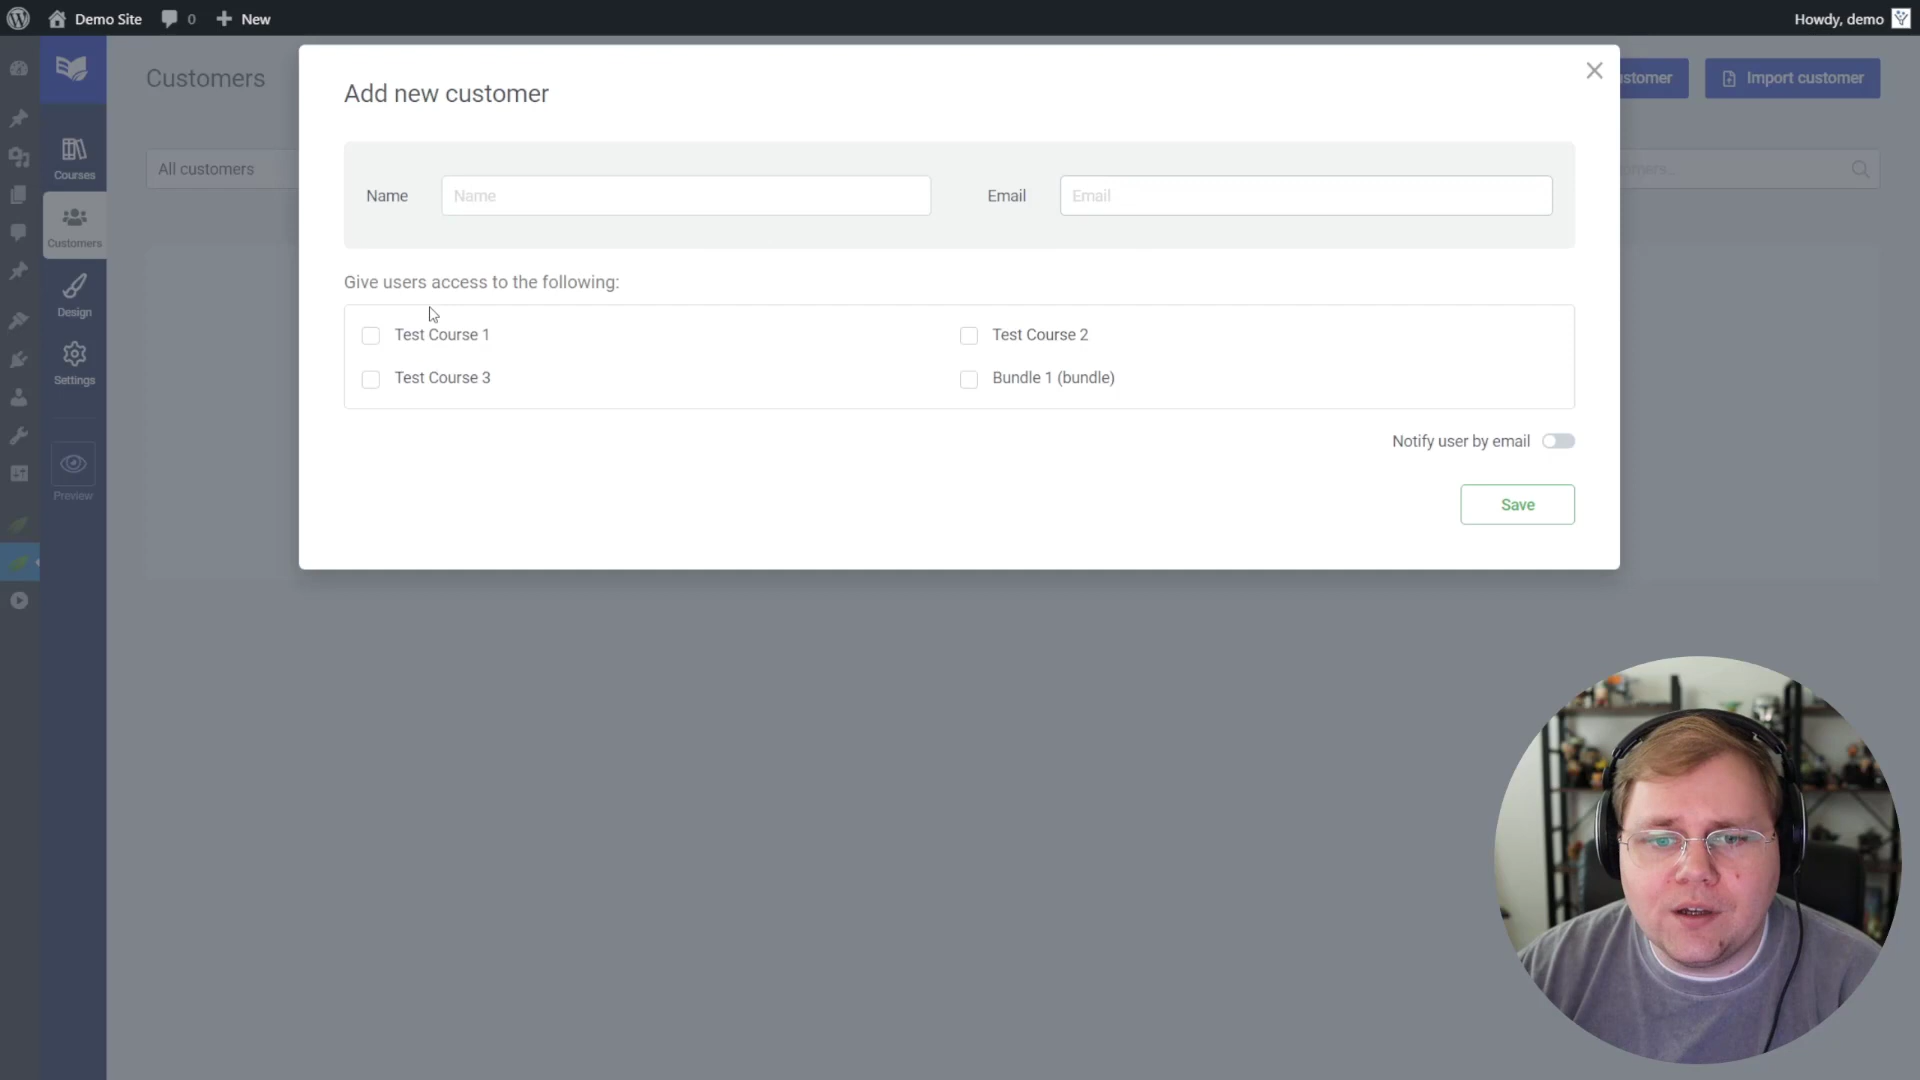 Demo Site 0 New Howdy, demo
Customers
stomer
Import customer
Add new customer
All customers
Name Name Email Email
Give users access to the following:
Test Course 1
Test Course 2
Test Course 3
Bundle 1 (bundle)
Notify user by email
Save
Courses
Customers
Design
Settings
Preview